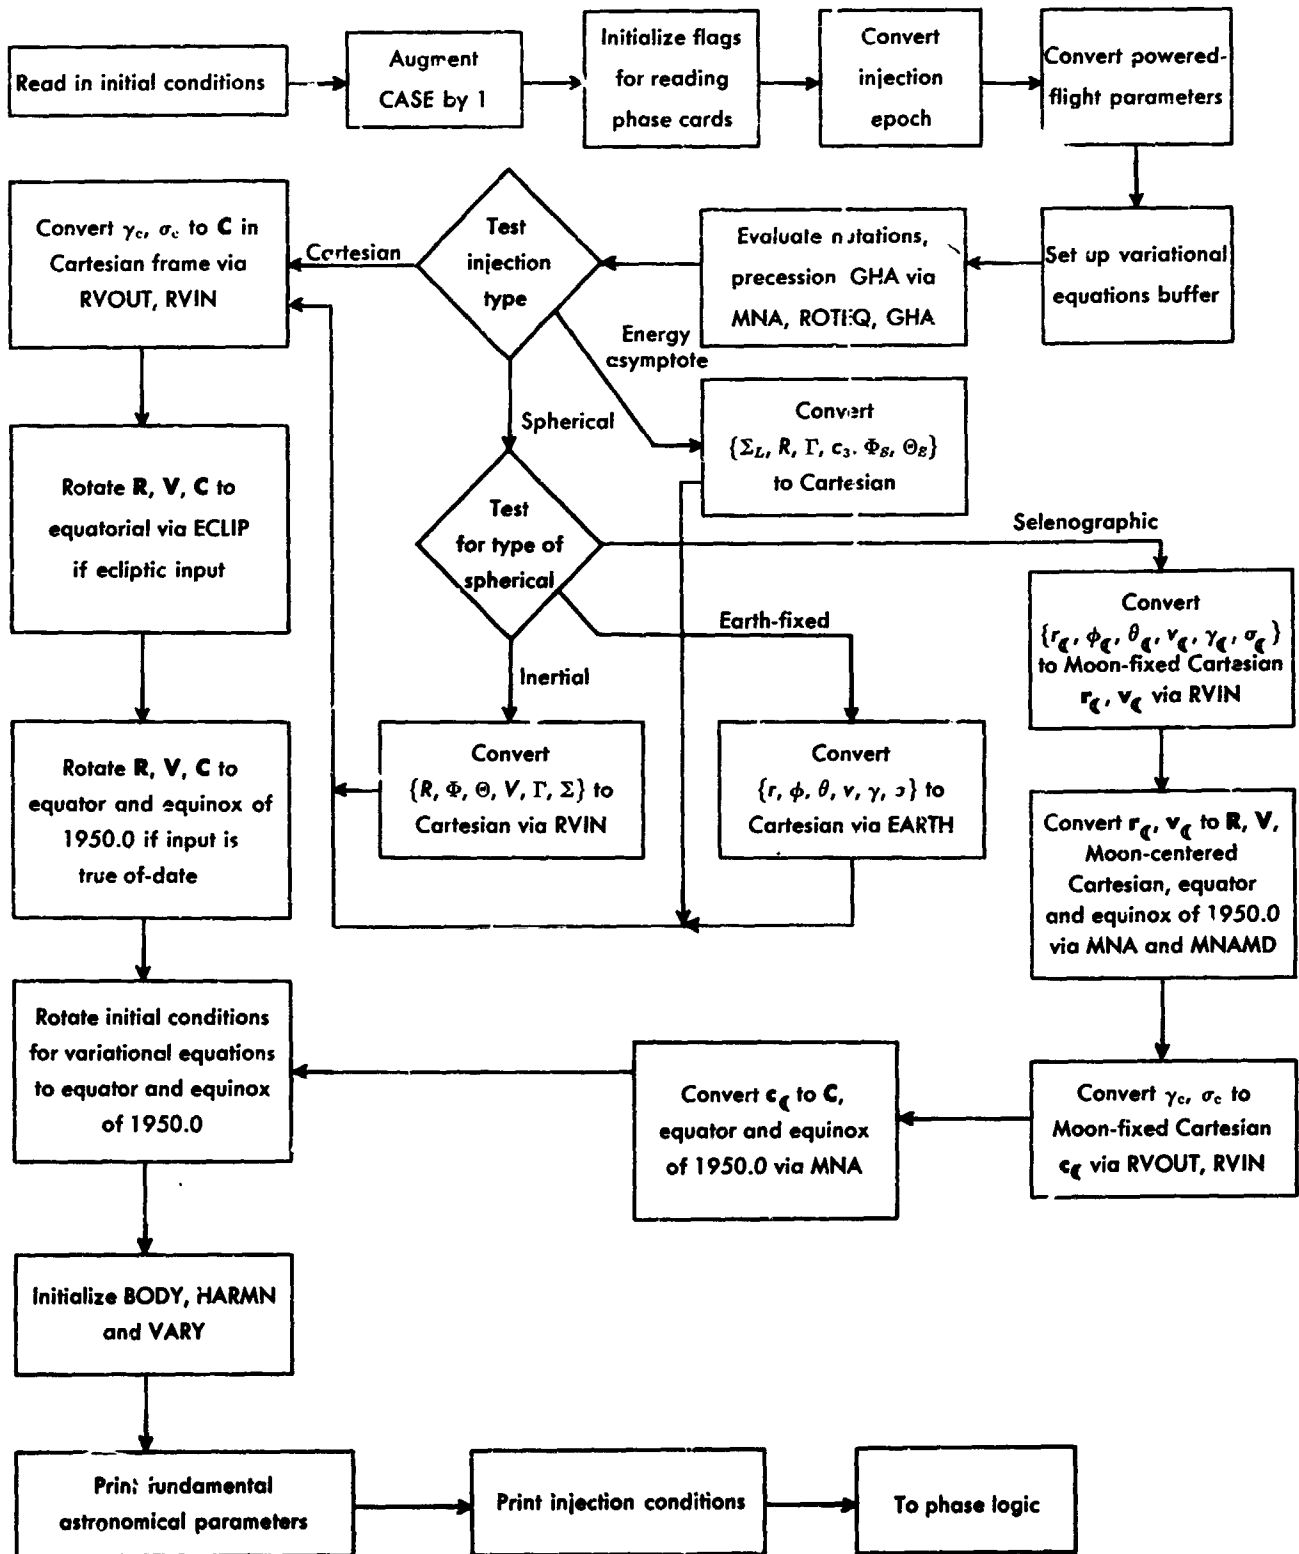 Read in initial conditions
Augment
CASE by 1
Initialize flags
for reading
phase cards
Convert
injection
epoch
Convert powered-
flight parameters
Set up variational
equations buffer
Evaluate nutations,
precession GHA via
MNA, ROTEQ, GHA
Test
injection
type
Cartesian
Energy
asymptote
Spherical
Convert γc, σc to C in
Cartesian frame via
RVOUT, RVIN
Convert
{ΣL, R, Γ, c3, ΦS, ΘS}
to Cartesian
Rotate R, V, C to
equatorial via ECLIP
if ecliptic input
Test
for type of
spherical
Selenographic
Earth-fixed
Inertial
Convert
{r☾, ϕ☾, θ☾, v☾, γ☾, σ☾}
to Moon-fixed Cartesian
r☾, v☾ via RVIN
Rotate R, V, C to
equator and equinox of
1950.0 if input is
true of-date
Convert
{R, Φ, Θ, V, Γ, Σ} to
Cartesian via RVIN
Convert
{r, ϕ, θ, v, γ, σ} to
Cartesian via EARTH
Convert r☾, v☾ to R, V,
Moon-centered
Cartesian, equator
and equinox of 1950.0
via MNA and MNAMD
Rotate initial conditions
for variational equations
to equator and equinox
of 1950.0
Convert c☾ to C,
equator and equinox
of 1950.0 via MNA
Convert γc, σc to
Moon-fixed Cartesian
c☾ via RVOUT, RVIN
Initialize BODY, HARMN
and VARY
Print fundamental
astronomical parameters
Print injection conditions
To phase logic